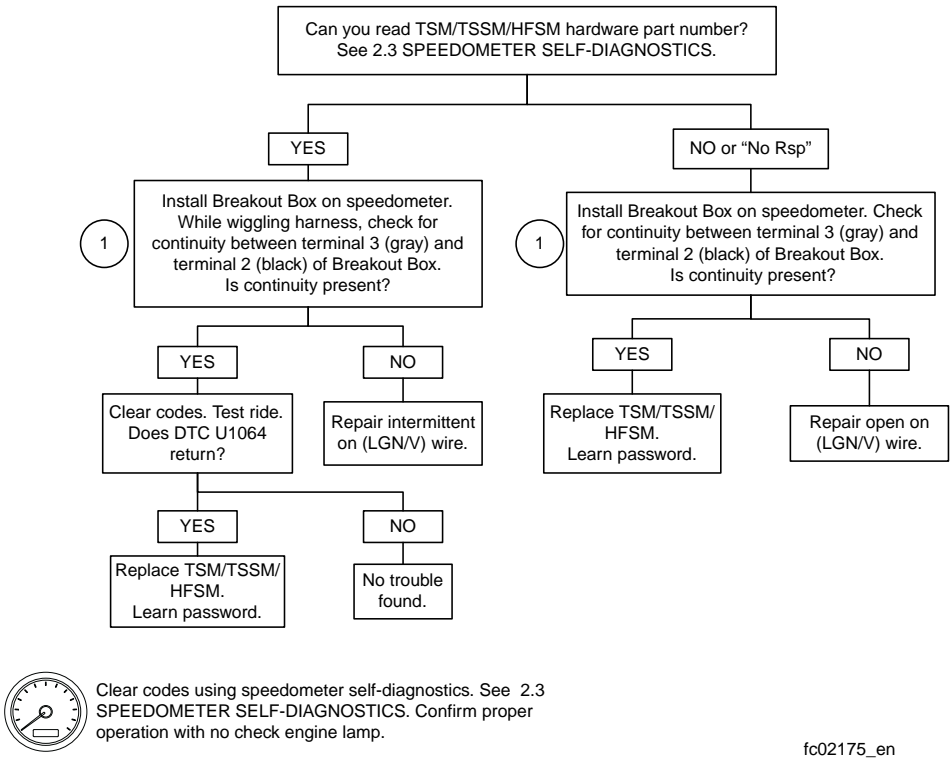 Can you read TSM/TSSM/HFSM hardware part number?
See 2.3 SPEEDOMETER SELF-DIAGNOSTICS.
YES
NO or “No Rsp”
1
Install Breakout Box on speedometer.
While wiggling harness, check for
continuity between terminal 3 (gray) and
terminal 2 (black) of Breakout Box.
Is continuity present?
1
Install Breakout Box on speedometer. Check
for continuity between terminal 3 (gray) and
terminal 2 (black) of Breakout Box.
Is continuity present?
YES
NO
YES
NO
Clear codes. Test ride.
Does DTC U1064
return?
Repair intermittent
on (LGN/V) wire.
Replace TSM/TSSM/
HFSM.
Learn password.
Repair open on
(LGN/V) wire.
YES
NO
Replace TSM/TSSM/
HFSM.
Learn password.
No trouble
found.
Clear codes using speedometer self-diagnostics. See 2.3
SPEEDOMETER SELF-DIAGNOSTICS. Confirm proper
operation with no check engine lamp.
fc02175_en